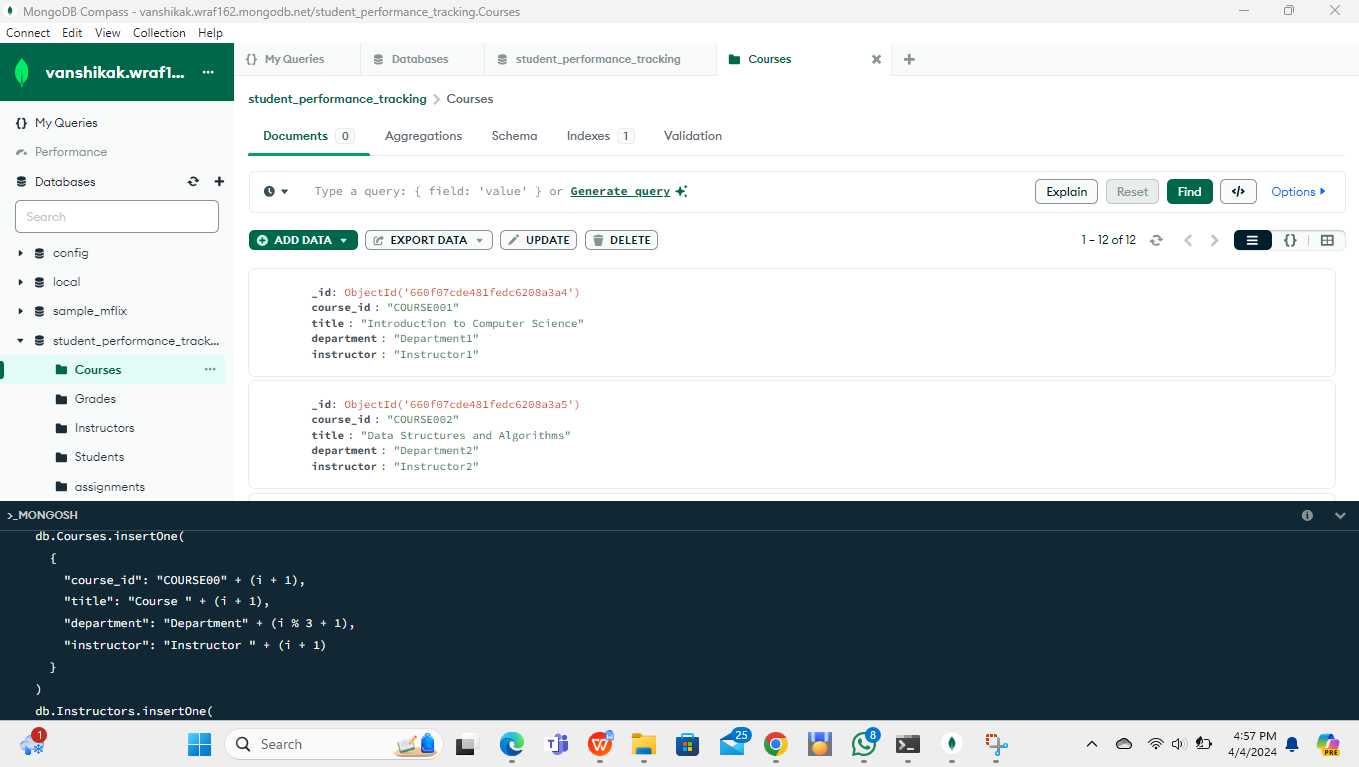 MongoDB Compass - vanshikak.wraf162.mongodb.net/student_performance_tracking.Courses
Connect Edit View Collection Help
vanshikak.wraf1... ...
{} My Queries
Databases
student_performance_tracking
Courses
student_performance_tracking > Courses
{} My Queries
Performance
Databases
Search
config
local
sample_mflix
student_performance_track...
Courses ...
Grades
Instructors
Students
assignments
Documents 0 Aggregations Schema Indexes 1 Validation
Type a query: { field: 'value' } or Generate query
Explain Reset Find </> Options
ADD DATA EXPORT DATA UPDATE DELETE
1 – 12 of 12 {}
_id: ObjectId('660f07cde481fedc6208a3a4')
course_id : "COURSE001"
title : "Introduction to Computer Science"
department : "Department1"
instructor : "Instructor1"
_id: ObjectId('660f07cde481fedc6208a3a5')
course_id : "COURSE002"
title : "Data Structures and Algorithms"
department : "Department2"
instructor : "Instructor2"
>_MONGOSH
db.Courses.insertOne(
{
"course_id": "COURSE00" + (i + 1),
"title": "Course " + (i + 1),
"department": "Department" + (i % 3 + 1),
"instructor": "Instructor " + (i + 1)
}
)
db.Instructors.insertOne(
1
Search
25
8
4:57 PM
4/4/2024
PRE